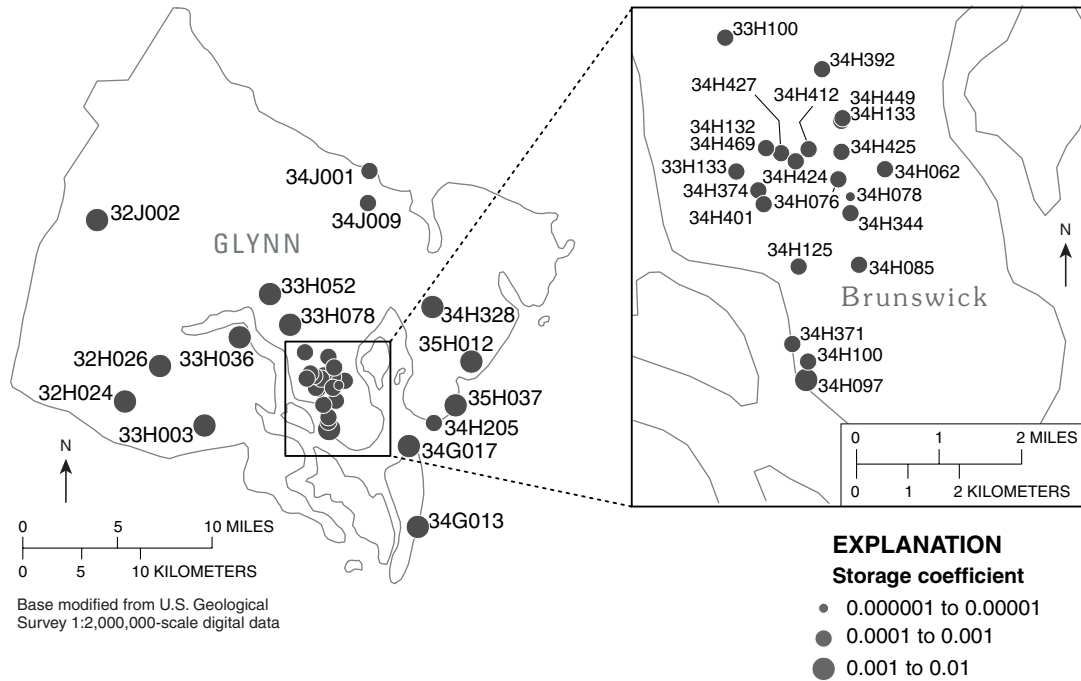 34J001
32J002
34J009
GLYNN
33H052
33H078
34H328
33H036
35H012
32H026
32H024
35H037
33H003
34H205
34G017
34G013
N
0 5 10 MILES
0 5 10 KILOMETERS
Base modified from U.S. Geological
Survey 1:2,000,000-scale digital data
33H100
34H392
34H427
34H412
34H449
34H133
34H132
34H469
34H425
33H133
34H424
34H062
34H374
34H076
34H078
34H401
34H344
34H125
34H085
N
Brunswick
34H371
34H100
34H097
0 1 2 MILES
0 1 2 KILOMETERS
EXPLANATION
Storage coefficient
0.000001 to 0.00001
0.0001 to 0.001
0.001 to 0.01